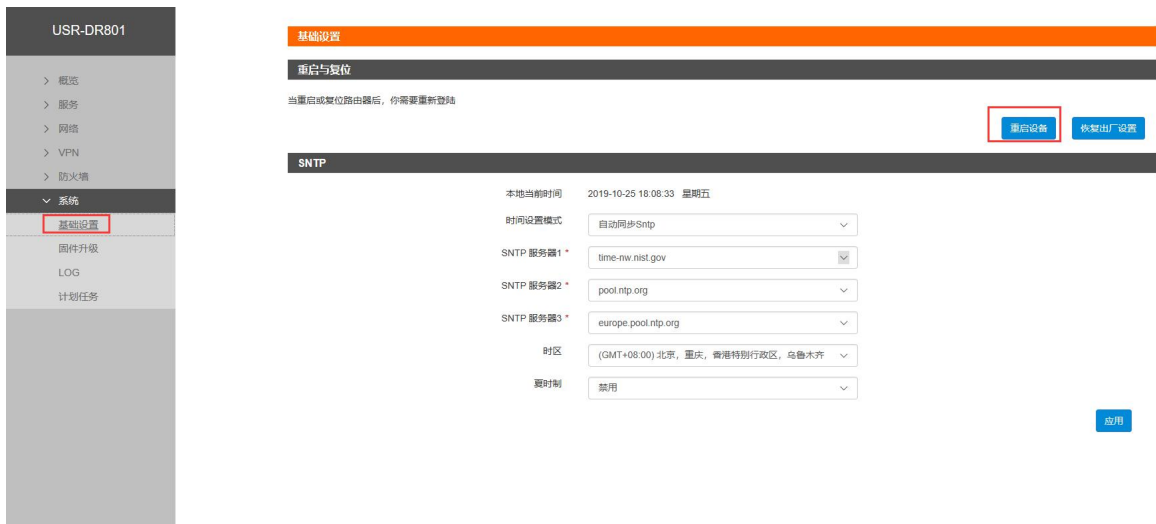 USR-DR801
概览
服务
网络
VPN
防火墙
系统
基础设置
固件升级
LOG
计划任务
基础设置
重启与复位
当重启或复位路由器后，你需要重新登陆
重启设备 恢复出厂设置
SNTP
本地当前时间 2019-10-25 18:08:33 星期五
时间设置模式 自动同步Sntp
SNTP 服务器1 * time-nw.nist.gov
SNTP 服务器2 * pool.ntp.org
SNTP 服务器3 * europe.pool.ntp.org
时区 (GMT+08:00) 北京，重庆，香港特别行政区，乌鲁木齐
夏时制 禁用
应用